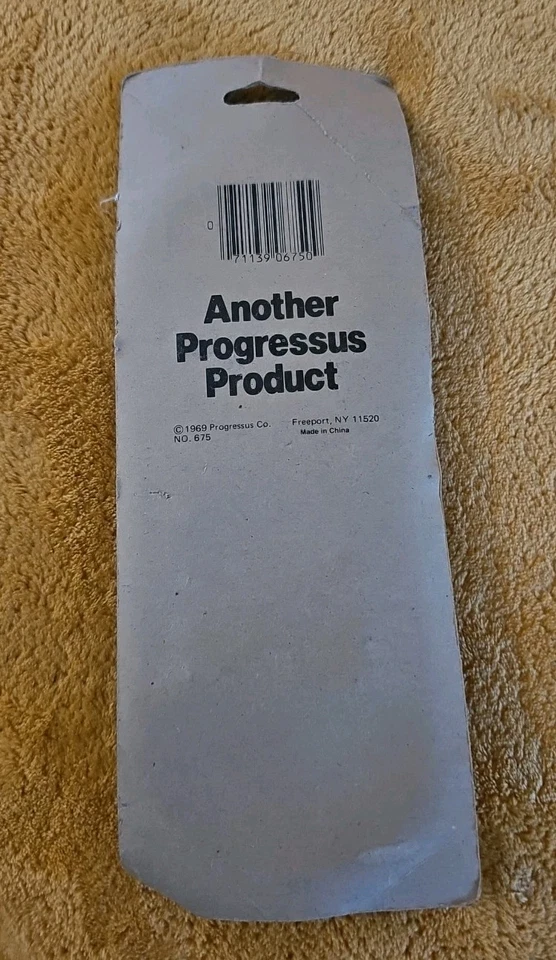 0
71139 06750
Another
Progressus
Product
©1969 Progressus Co. Freeport, NY 11520
NO. 675 Made in China